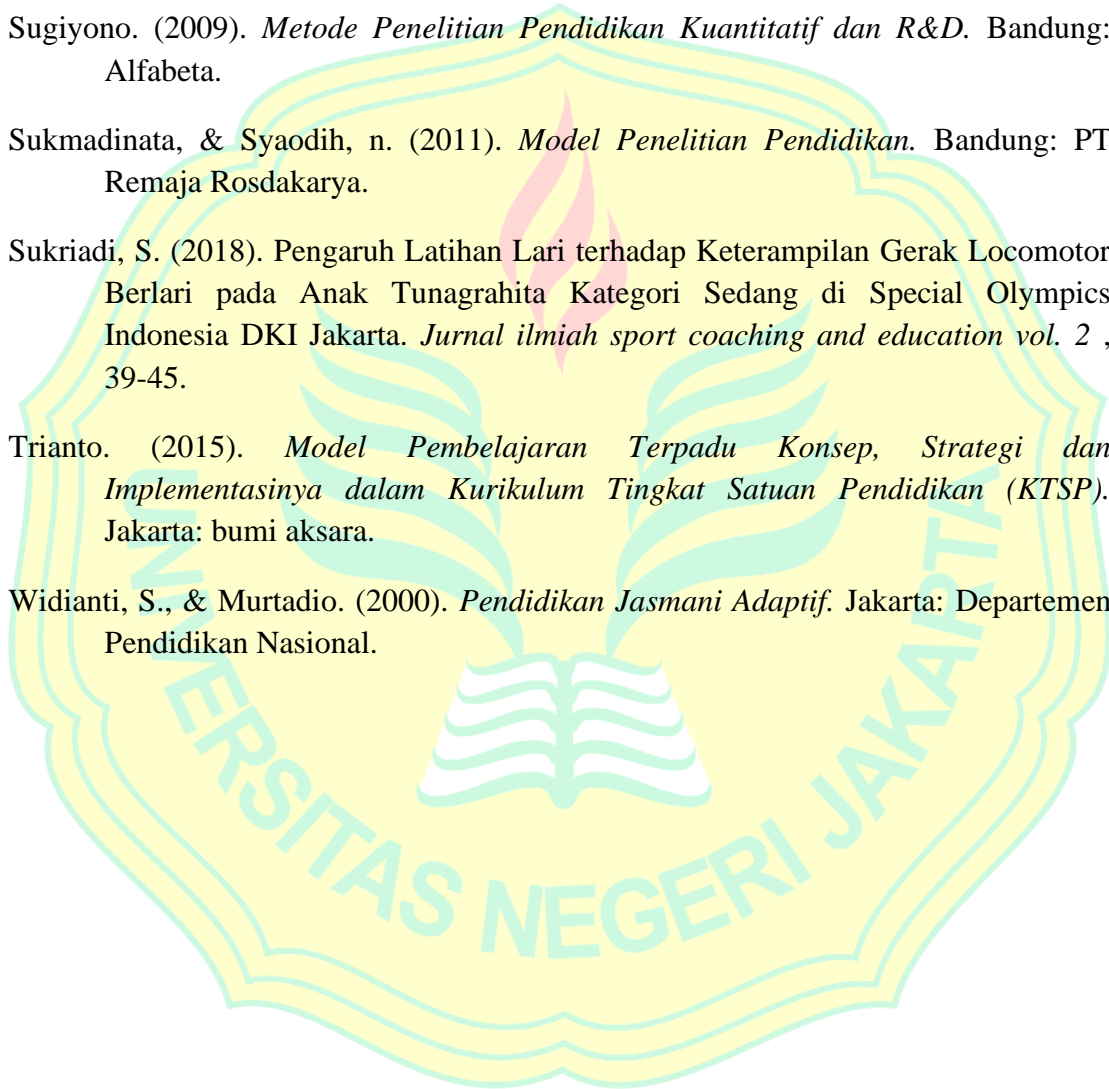 Sugiyono. (2009). Metode Penelitian Pendidikan Kuantitatif dan R&D. Bandung:
Alfabeta.
Sukmadinata, & Syaodih, n. (2011). Model Penelitian Pendidikan. Bandung: PT
Remaja Rosdakarya.
Sukriadi, S. (2018). Pengaruh Latihan Lari terhadap Keterampilan Gerak Locomotor
Berlari pada Anak Tunagrahita Kategori Sedang di Special Olympics
Indonesia DKI Jakarta. Jurnal ilmiah sport coaching and education vol. 2 ,
39-45.
Trianto. (2015). Model Pembelajaran Terpadu Konsep, Strategi dan
Implementasinya dalam Kurikulum Tingkat Satuan Pendidikan (KTSP).
Jakarta: bumi aksara.
Widianti, S., & Murtadio. (2000). Pendidikan Jasmani Adaptif. Jakarta: Departemen
Pendidikan Nasional.
UNIVERSITAS NEGERI JAKARTA